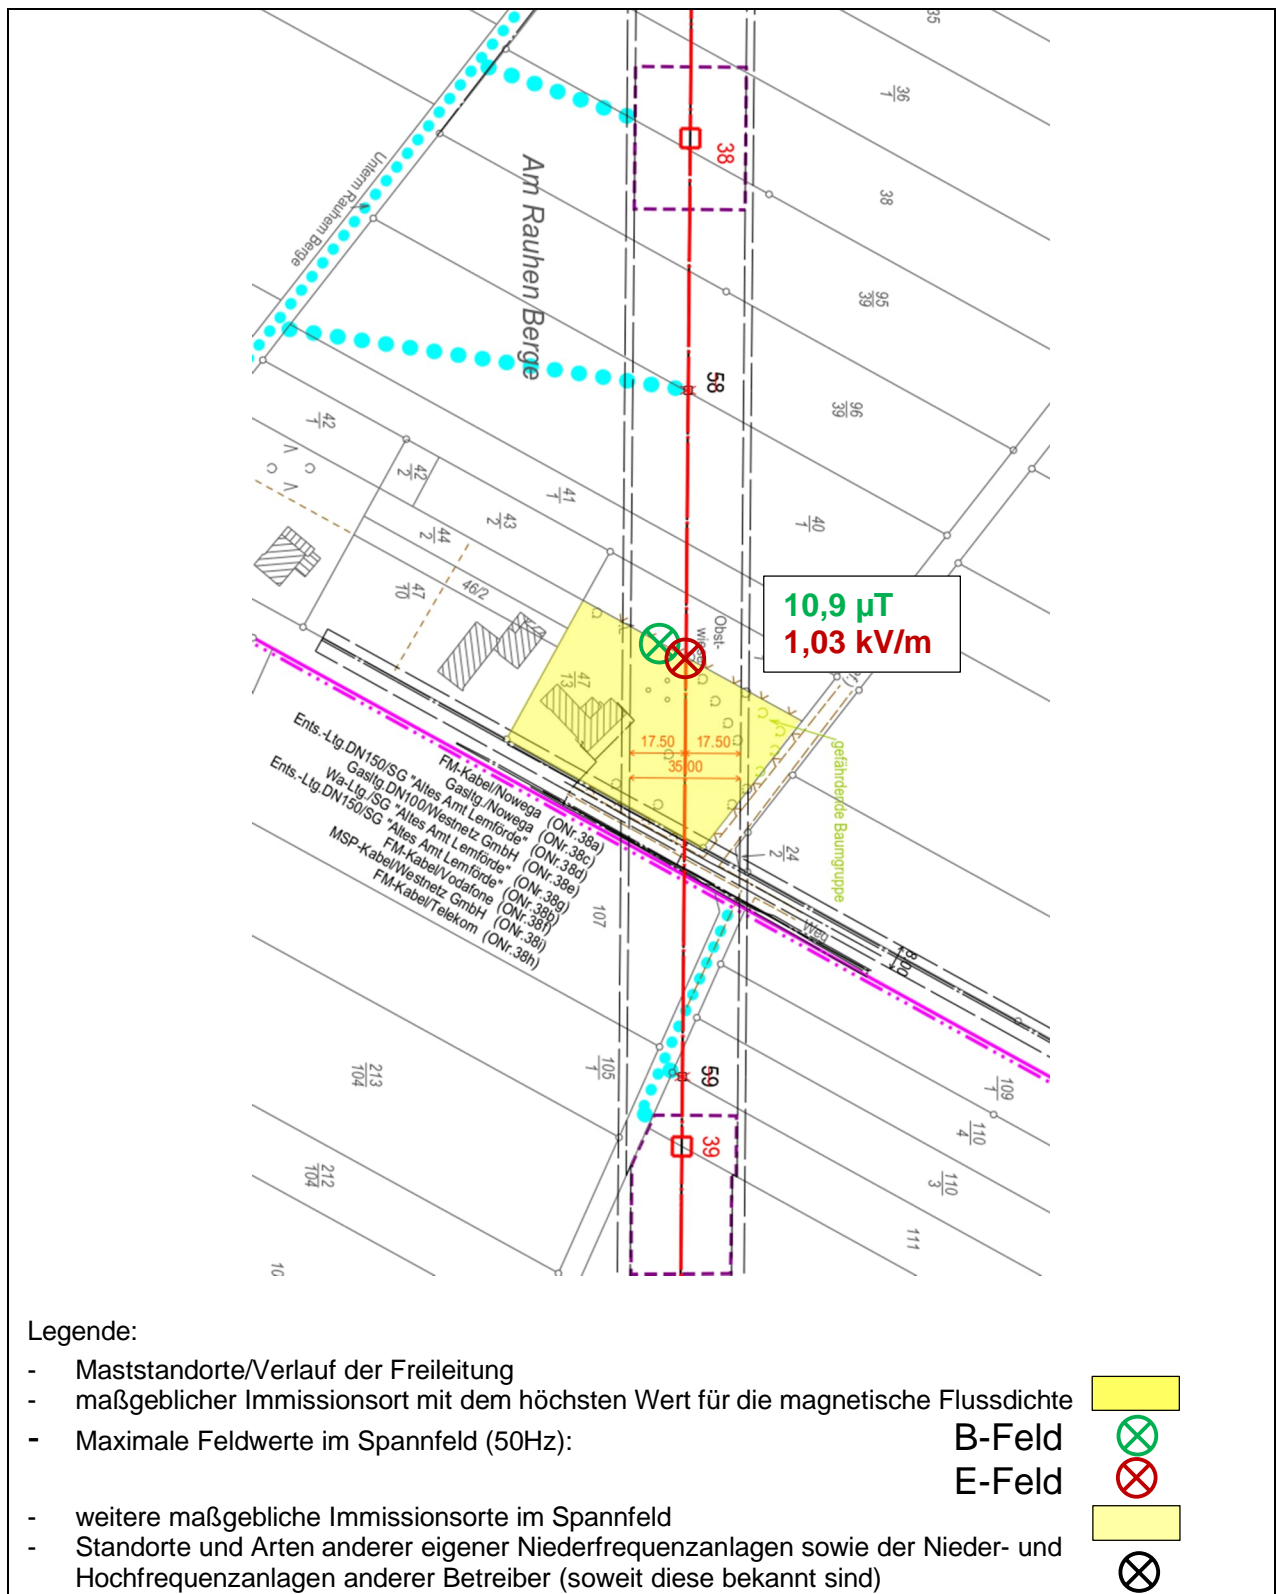 35
36
1
38
38
Unterm Rauhem Berge
Am Rauhen Berge
95
39
58
96
39
42
1
42
2
41
1
43
2
40
1
44
2
47
10
46/2
Obst-
10,9 µT
1,03 kV/m
47
13
17.50 17.50
35.00
gefährdende Baumgruppe
FM-Kabel/Nowega (ONr.38a)
Gasltg./Nowega (ONr.38c)
Ents.-Ltg.DN150/SG "Altes Amt Lemförde" (ONr.38d)
Gasltg.DN100/Westnetz GmbH (ONr.38e)
Wa-Ltg./SG "Altes Amt Lemförde" (ONr.38g)
Ents.-Ltg.DN150/SG "Altes Amt Lemförde" (ONr.38b)
FM-Kabel/Vodafone (ONr.38f)
MSP-Kabel/Westnetz GmbH (ONr.38i)
FM-Kabel/Telekom (ONr.38h)
24
2
107
Weg
8.00
213
104
105
1
59
109
1
110
4
39
212
104
110
3
111
10
Legende:
- Maststandorte/Verlauf der Freileitung
- maßgeblicher Immissionsort mit dem höchsten Wert für die magnetische Flussdichte
- Maximale Feldwerte im Spannfeld (50Hz): B-Feld
E-Feld
- weitere maßgebliche Immissionsorte im Spannfeld
- Standorte und Arten anderer eigener Niederfrequenzanlagen sowie der Nieder- und
Hochfrequenzanlagen anderer Betreiber (soweit diese bekannt sind)